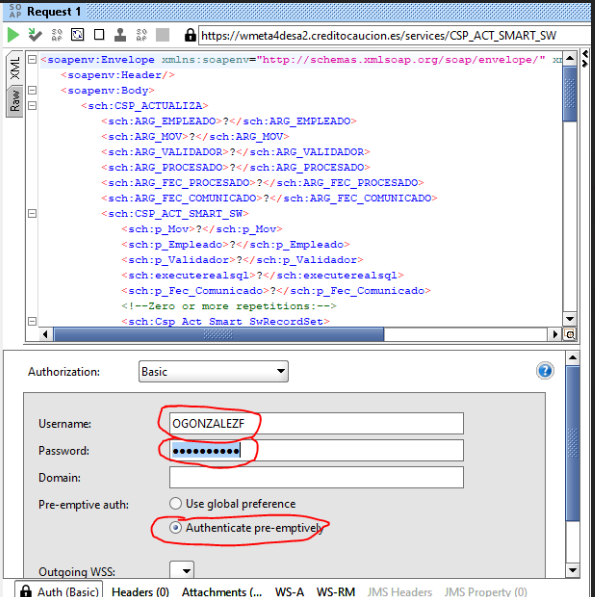 SO AP Request 1
https://wmeta4desa2.creditocaucion.es/services/CSP_ACT_SMART_SW
XML
Raw
<soapenv:Envelope xmlns:soapenv="http://schemas.xmlsoap.org/soap/envelope/" x
<soapenv:Header/>
<soapenv:Body>
<sch:CSP_ACTUALIZA>
<sch:ARG_EMPLEADO>?</sch:ARG_EMPLEADO>
<sch:ARG_MOV>?</sch:ARG_MOV>
<sch:ARG_VALIDADOR>?</sch:ARG_VALIDADOR>
<sch:ARG_PROCESADO>?</sch:ARG_PROCESADO>
<sch:ARG_FEC_PROCESADO>?</sch:ARG_FEC_PROCESADO>
<sch:ARG_FEC_COMUNICADO>?</sch:ARG_FEC_COMUNICADO>
<sch:CSP_ACT_SMART_SW>
<sch:p_Mov>?</sch:p_Mov>
<sch:p_Empleado>?</sch:p_Empleado>
<sch:p_Validador>?</sch:p_Validador>
<sch:executerealsql>?</sch:executerealsql>
<sch:p_Fec_Comunicado>?</sch:p_Fec_Comunicado>
<!--Zero or more repetitions:-->
<sch:Csp_Act_Smart_SwRecordSet>
Authorization: Basic
Username: OGONZALEZF
Password: ●●●●●●●●●●
Domain:
Pre-emptive auth: Use global preference
Authenticate pre-emptively
Outgoing WSS:
Auth (Basic) Headers (0) Attachments (... WS-A WS-RM JMS Headers JMS Property (0)